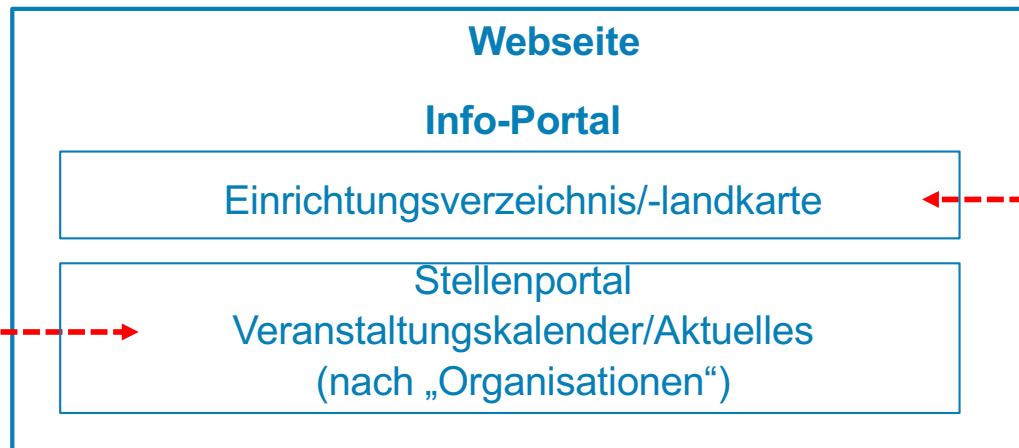 Webseite
Info-Portal
Einrichtungsverzeichnis/-landkarte
Stellenportal
Veranstaltungskalender/Aktuelles
(nach „Organisationen“)